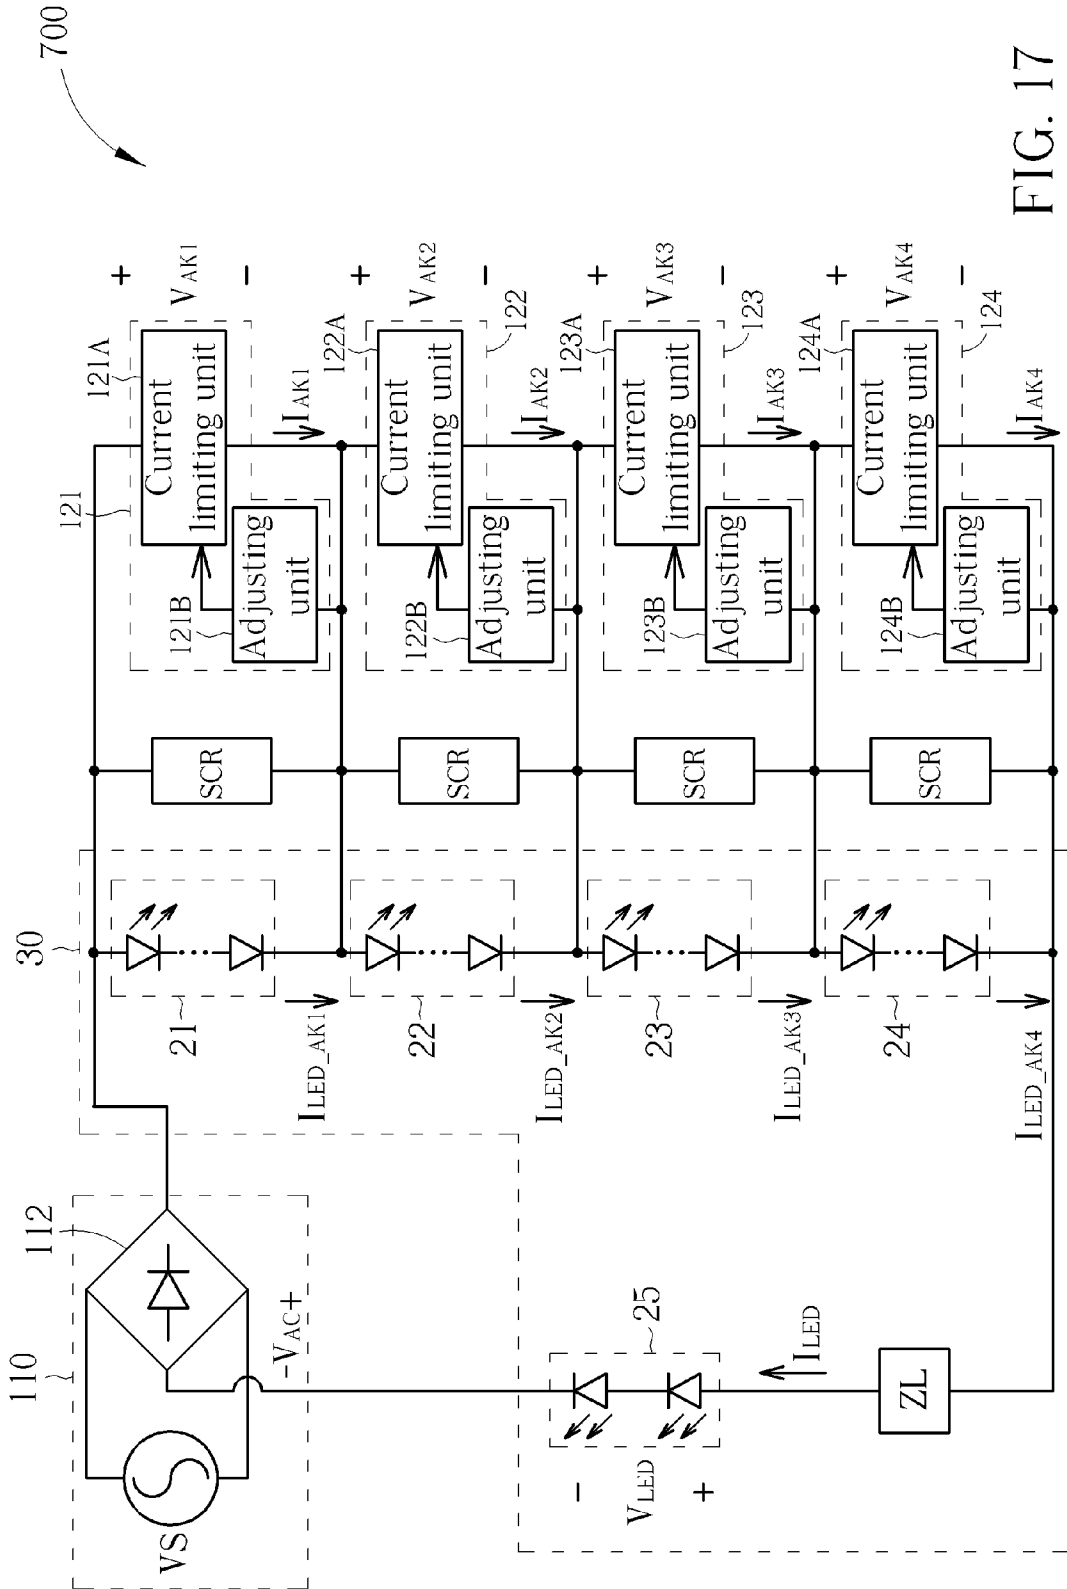 700
FIG. 17
30
110
112
VS
-VAC+
21
22
23
24
25
ILED_AK1
ILED_AK2
ILED_AK3
ILED_AK4
ILED
VLED
-
+
ZL
SCR
SCR
SCR
SCR
121
121A
121B
Current
limiting unit
Adjusting
unit
+
VAK1
-
IAK1
122
122A
122B
Current
limiting unit
Adjusting
unit
+
VAK2
-
IAK2
123
123A
123B
Current
limiting unit
Adjusting
unit
+
VAK3
-
IAK3
124
124A
124B
Current
limiting unit
Adjusting
unit
+
VAK4
-
IAK4